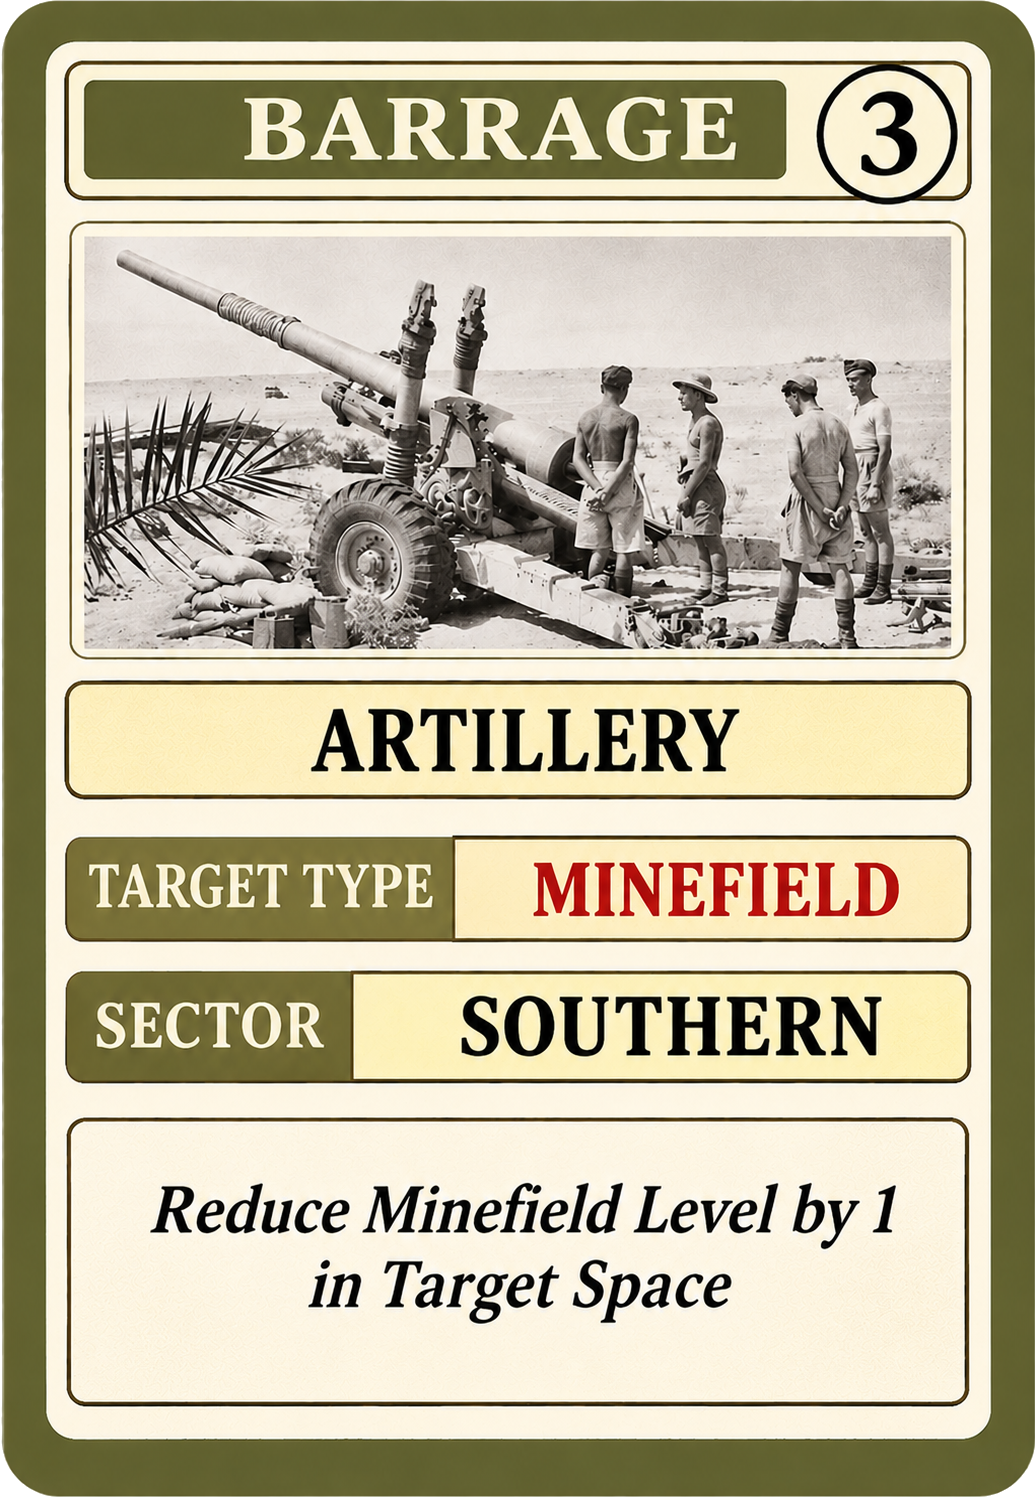 BARRAGE 3
ARTILLERY
TARGET TYPE MINEFIELD
SECTOR SOUTHERN
Reduce Minefield Level by 1
in Target Space